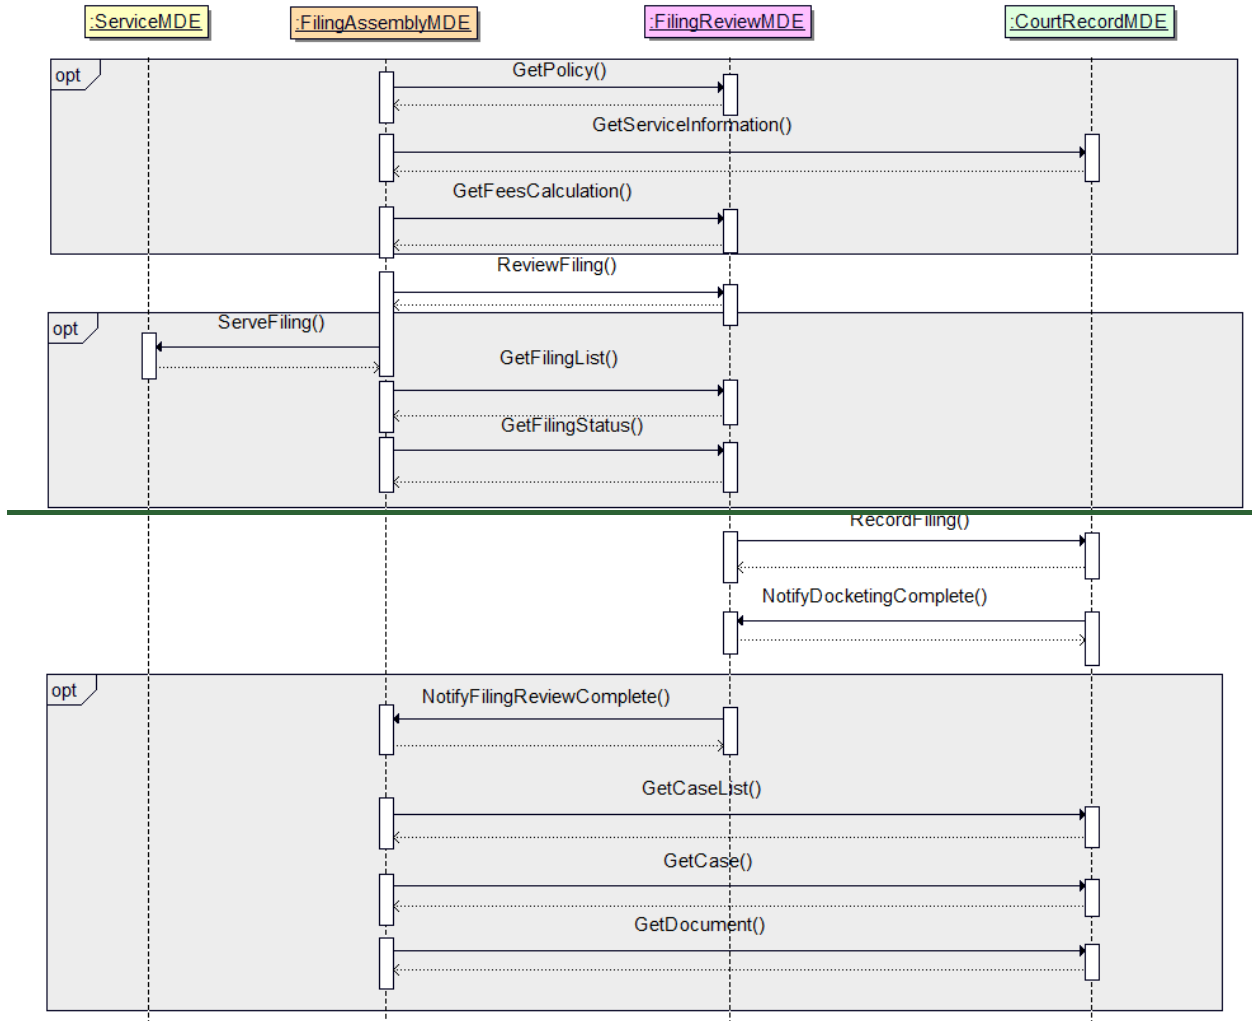 :ServiceMDE
:FilingAssemblyMDE
:FilingReviewMDE
:CourtRecordMDE
opt
GetPolicy()
GetServiceInformation()
GetFeesCalculation()
ReviewFiling()
opt
ServeFiling()
GetFilingList()
GetFilingStatus()
RecordFiling()
NotifyDocketingComplete()
opt
NotifyFilingReviewComplete()
GetCaseList()
GetCase()
GetDocument()